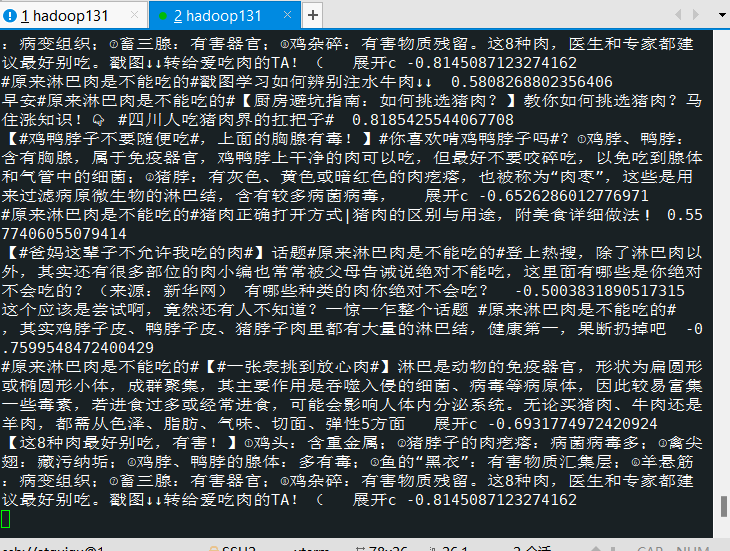 1 hadoop131
2 hadoop131
：病变组织；⑦畜三腺：有害器官；⑧鸡杂碎：有害物质残留。这8种肉，医生和专家都建
议最好别吃。戳图↓↓转给爱吃肉的TA！（   展开c -0.8145087123274162
#原来淋巴肉是不能吃的#戳图学习如何辨别注水牛肉↓↓  0.5808268802356406
早安#原来淋巴肉是不能吃的#【厨房避坑指南：如何挑选猪肉？】教你如何挑选猪肉？马
住涨知识！ #四川人吃猪肉界的扛把子#  0.8185425544067708
【#鸡鸭脖子不要随便吃#，上面的胸腺有毒！】#你喜欢啃鸡鸭脖子吗#？①鸡脖、鸭脖：
含有胸腺，属于免疫器官，鸡鸭脖上干净的肉可以吃，但最好不要咬碎吃，以免吃到腺体
和气管中的细菌；②猪脖：有灰色、黄色或暗红色的肉疙瘩，也被称为“肉枣”，这些是用
来过滤病原微生物的淋巴结，含有较多病菌病毒，   展开c -0.6526286012776971
#原来淋巴肉是不能吃的#猪肉正确打开方式|猪肉的区别与用途，附美食详细做法！ 0.55
77406055079414
【#爸妈这辈子不允许我吃的肉#】话题#原来淋巴肉是不能吃的#登上热搜，除了淋巴肉以
外，其实还有很多部位的肉小编也常常被父母告诫说绝对不能吃，这里面有哪些是你绝对
不会吃的？（来源：新华网） 有哪些种类的肉你绝对不会吃？  -0.5003831890517315
这个应该是尝试啊，竟然还有人不知道？一惊一乍整个话题 #原来淋巴肉是不能吃的#
，其实鸡脖子皮、鸭脖子皮、猪脖子肉里都有大量的淋巴结，健康第一，果断扔掉吧  -0
.7599548472400429
#原来淋巴肉是不能吃的#【#一张表挑到放心肉#】淋巴是动物的免疫器官，形状为扁圆形
或椭圆形小体，成群聚集，其主要作用是吞噬入侵的细菌、病毒等病原体，因此较易富集
一些毒素，若进食过多或经常进食，可能会影响人体内分泌系统。无论买猪肉、牛肉还是
羊肉，都需从色泽、脂肪、气味、切面、弹性5方面   展开c -0.6931774972420924
【这8种肉最好别吃，有害！】①鸡头：含重金属；②猪脖子的肉疙瘩：病菌病毒多；③禽尖
翅：藏污纳垢；④鸡脖、鸭脖的腺体：多有毒；⑤鱼的“黑衣”：有害物质汇集层；⑥羊悬筋
：病变组织；⑦畜三腺：有害器官；⑧鸡杂碎：有害物质残留。这8种肉，医生和专家都建
议最好别吃。戳图↓↓转给爱吃肉的TA！（   展开c -0.8145087123274162